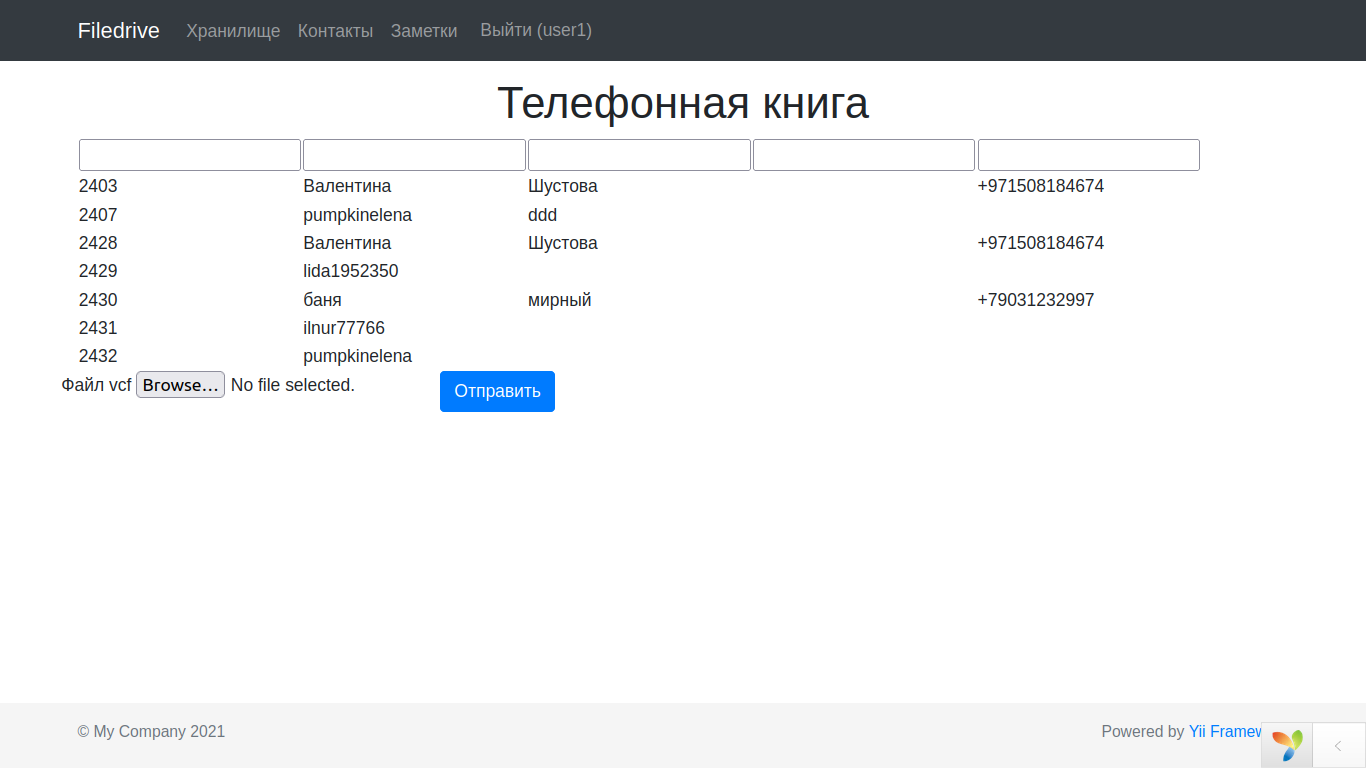 Filedrive Хранилище Контакты Заметки Выйти (user1)
Телефонная книга
2403 Валентина Шустова +971508184674
2407 pumpkinelena ddd
2428 Валентина Шустова +971508184674
2429 lida1952350
2430 баня мирный +79031232997
2431 ilnur77766
2432 pumpkinelena
Файл vcf Browse... No file selected. Отправить
© My Company 2021 Powered by Yii Framew